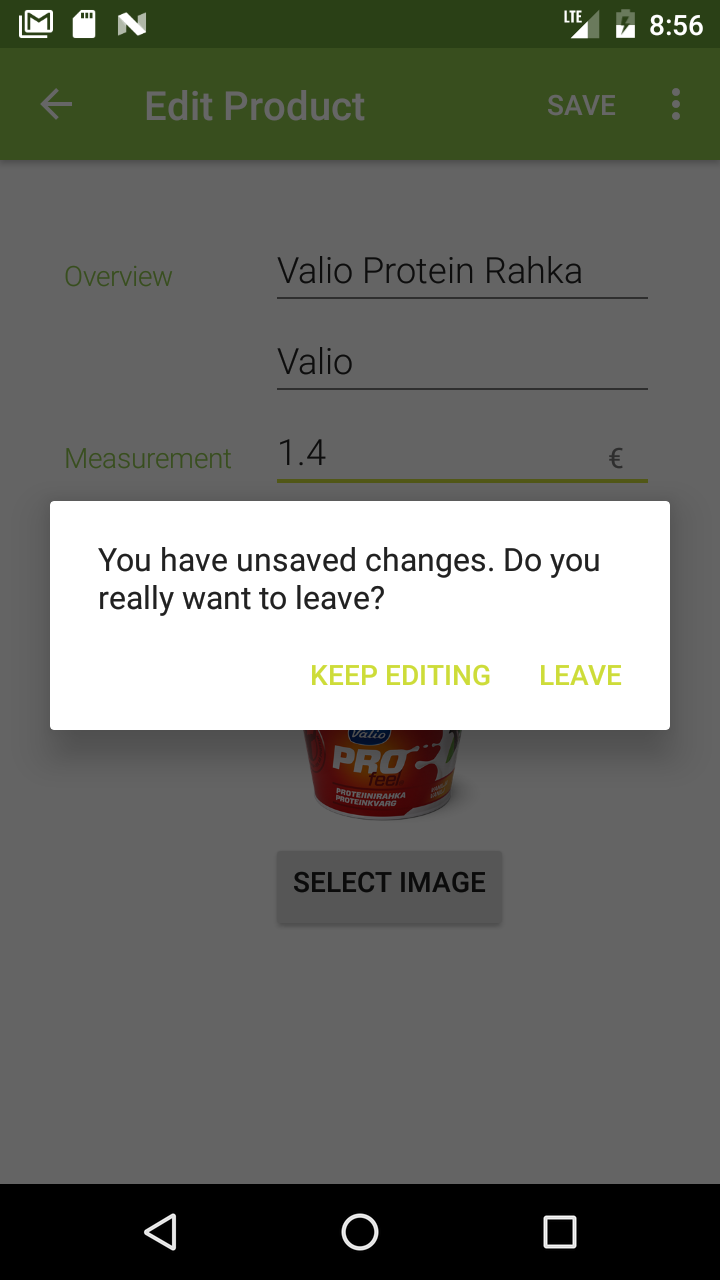 LTE 8:56
Edit Product SAVE
Overview Valio Protein Rahka
Valio
Measurement 1.4 €
You have unsaved changes. Do you
really want to leave?
KEEP EDITING LEAVE
Valio
PRO
feel
PROTEIINIRAHKA
PROTEINKVARG
SELECT IMAGE